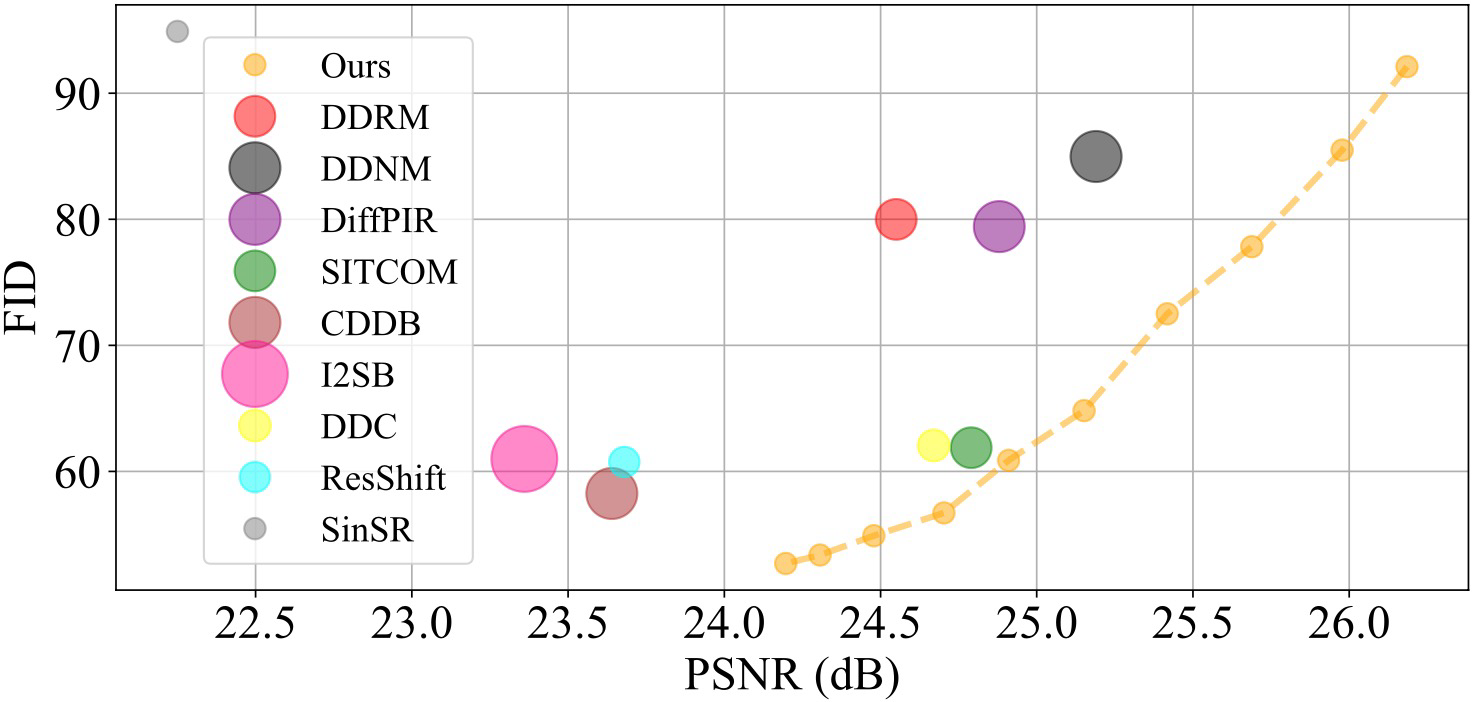 FID
90
80
70
60
Ours
DDRM
DDNM
DiffPIR
SITCOM
CDDB
I2SB
DDC
ResShift
SinSR
22.5 23.0 23.5 24.0 24.5 25.0 25.5 26.0
PSNR (dB)